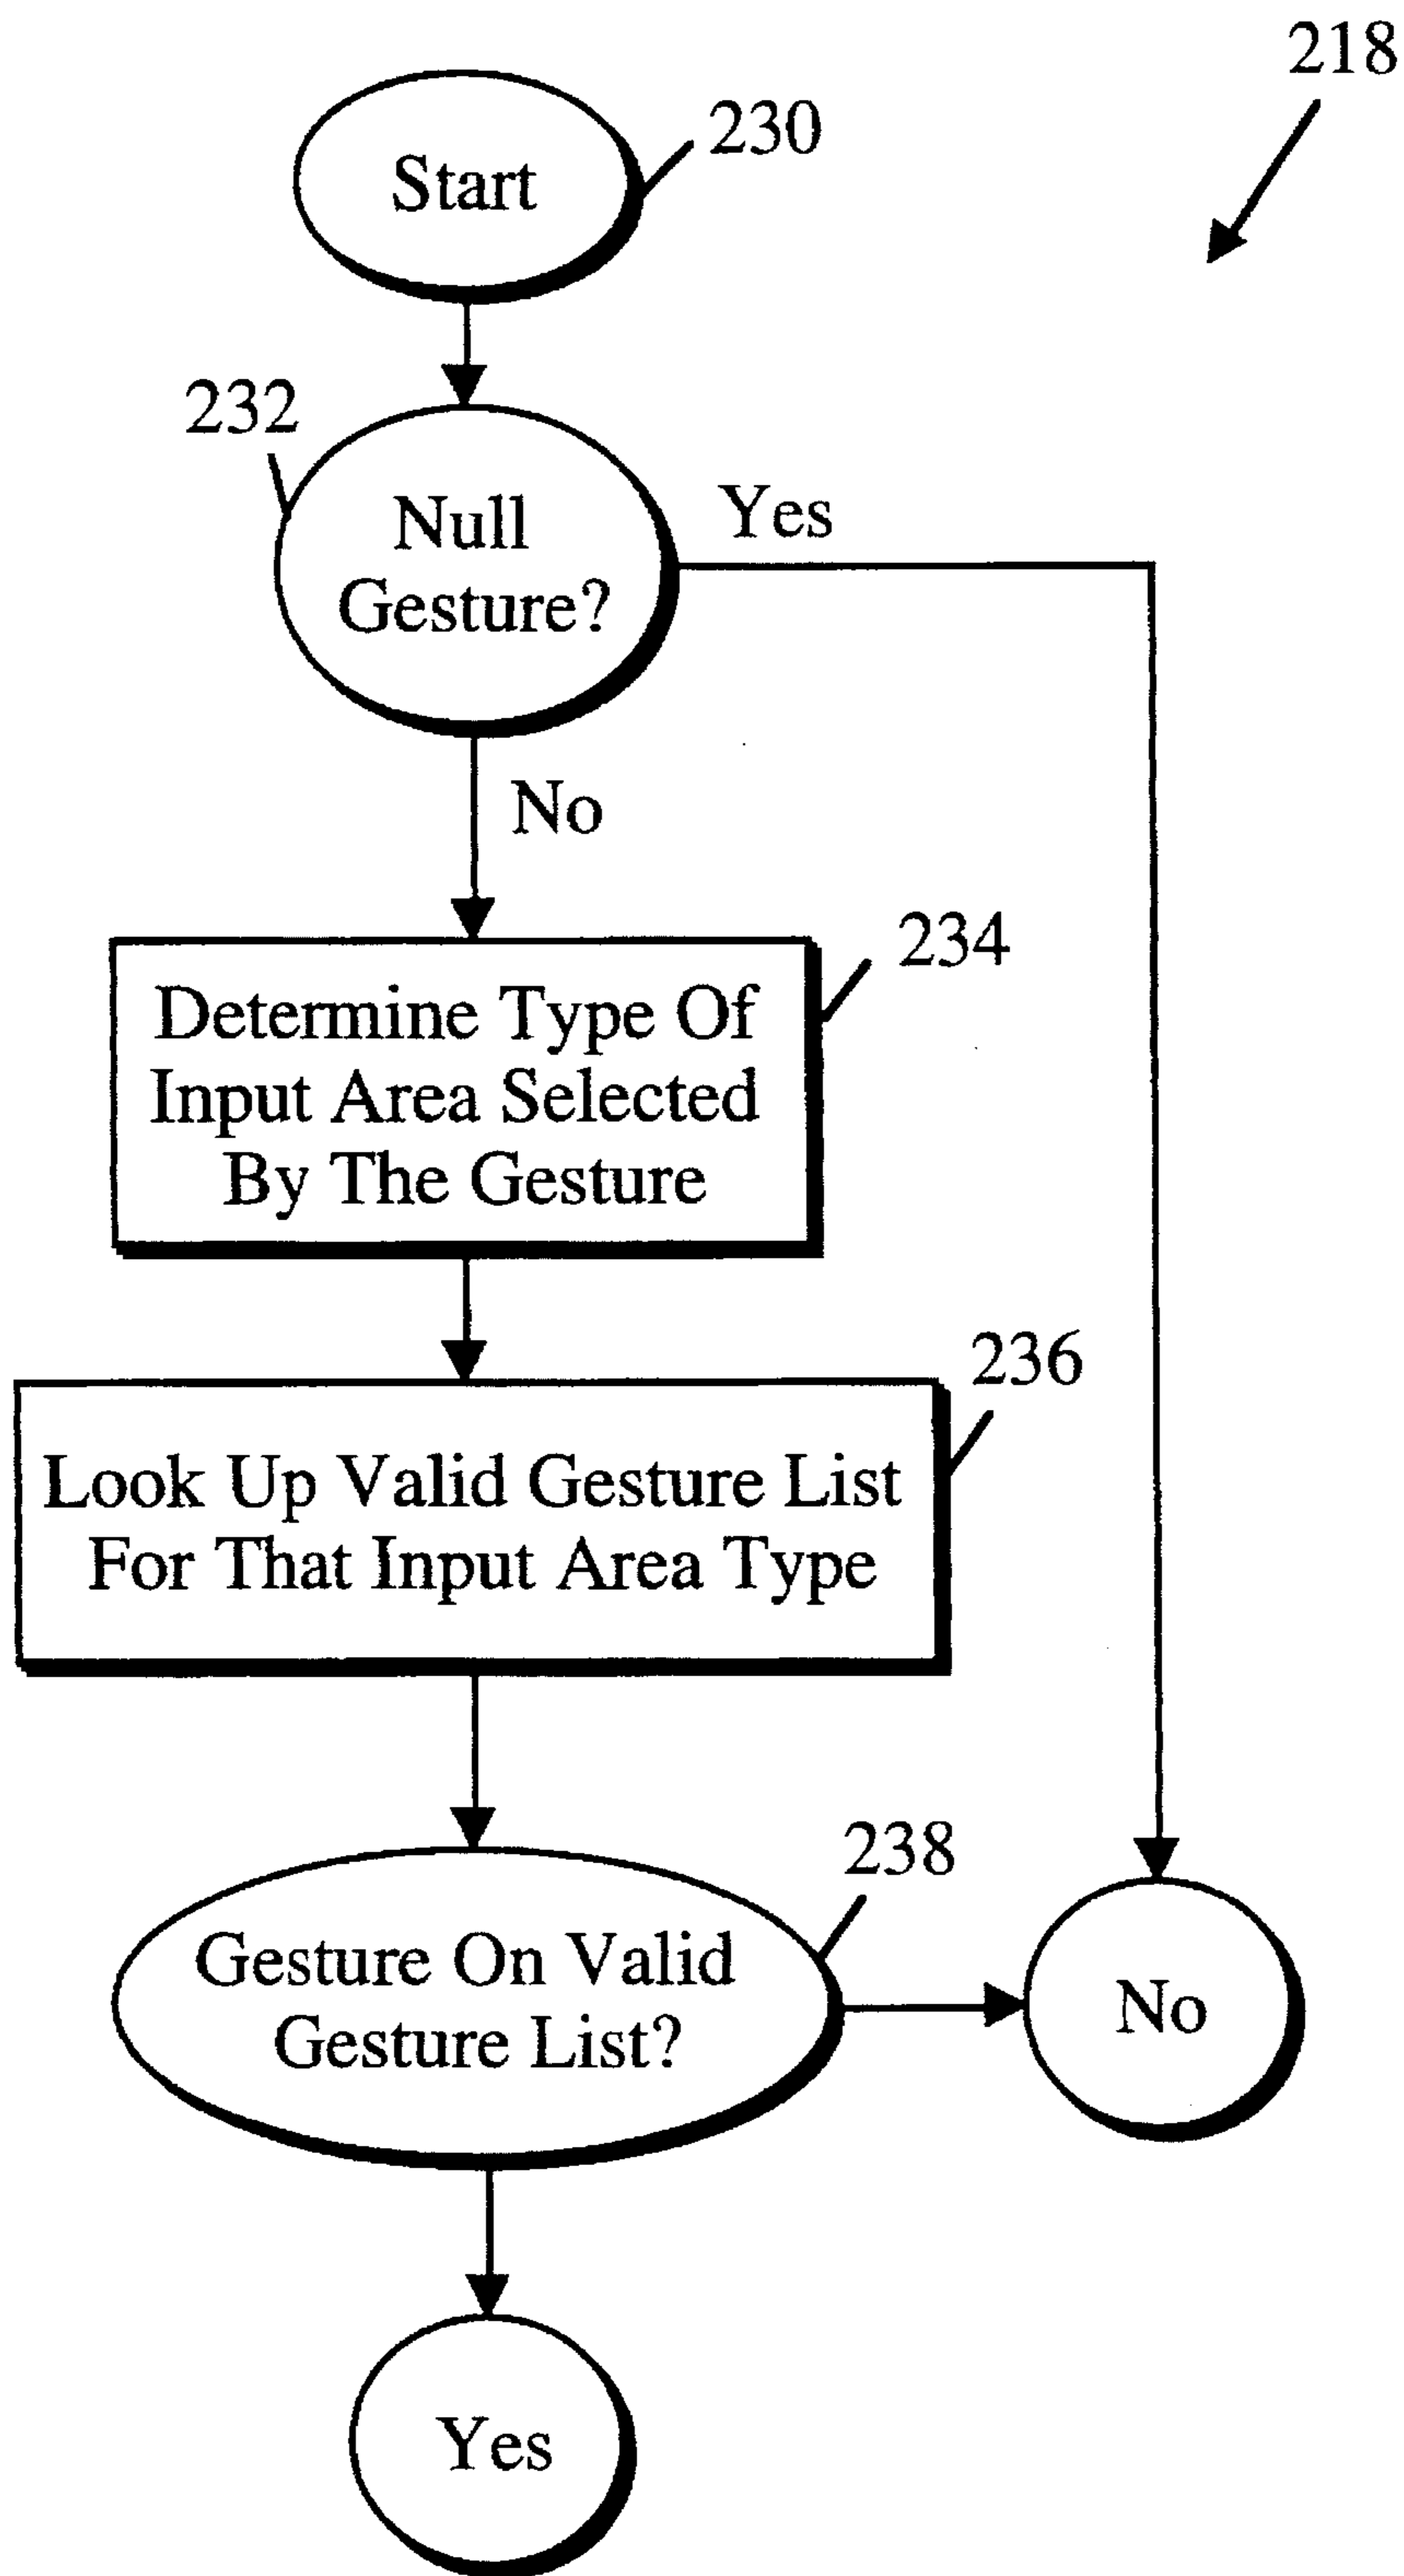 218
Start
230
232
Null
Gesture?
Yes
No
234
Determine Type Of
Input Area Selected
By The Gesture
236
Look Up Valid Gesture List
For That Input Area Type
238
Gesture On Valid
Gesture List?
No
Yes